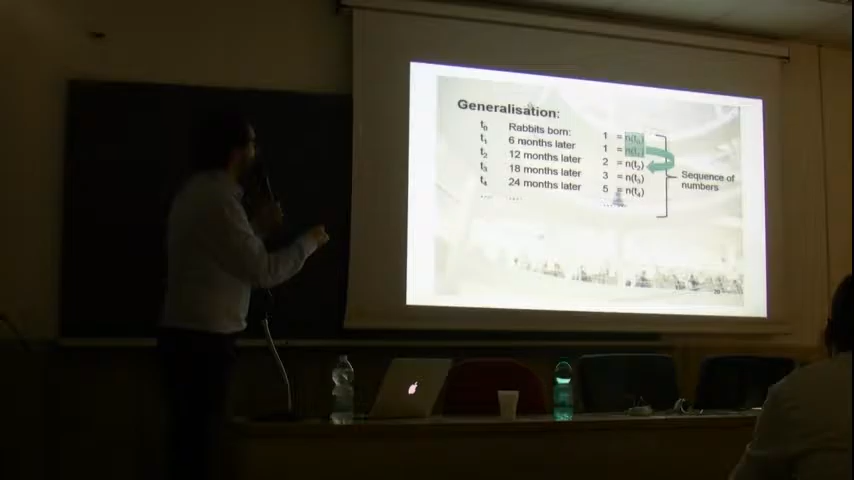 Generalisation:
t0 Rabbits born: 1 = n(t0)
t1 6 months later 1 = n(t1)
t2 12 months later 2 = n(t2)
t3 18 months later 3 = n(t3)
t4 24 months later 5 = n(t4)
.... .... ....
Sequence of
numbers